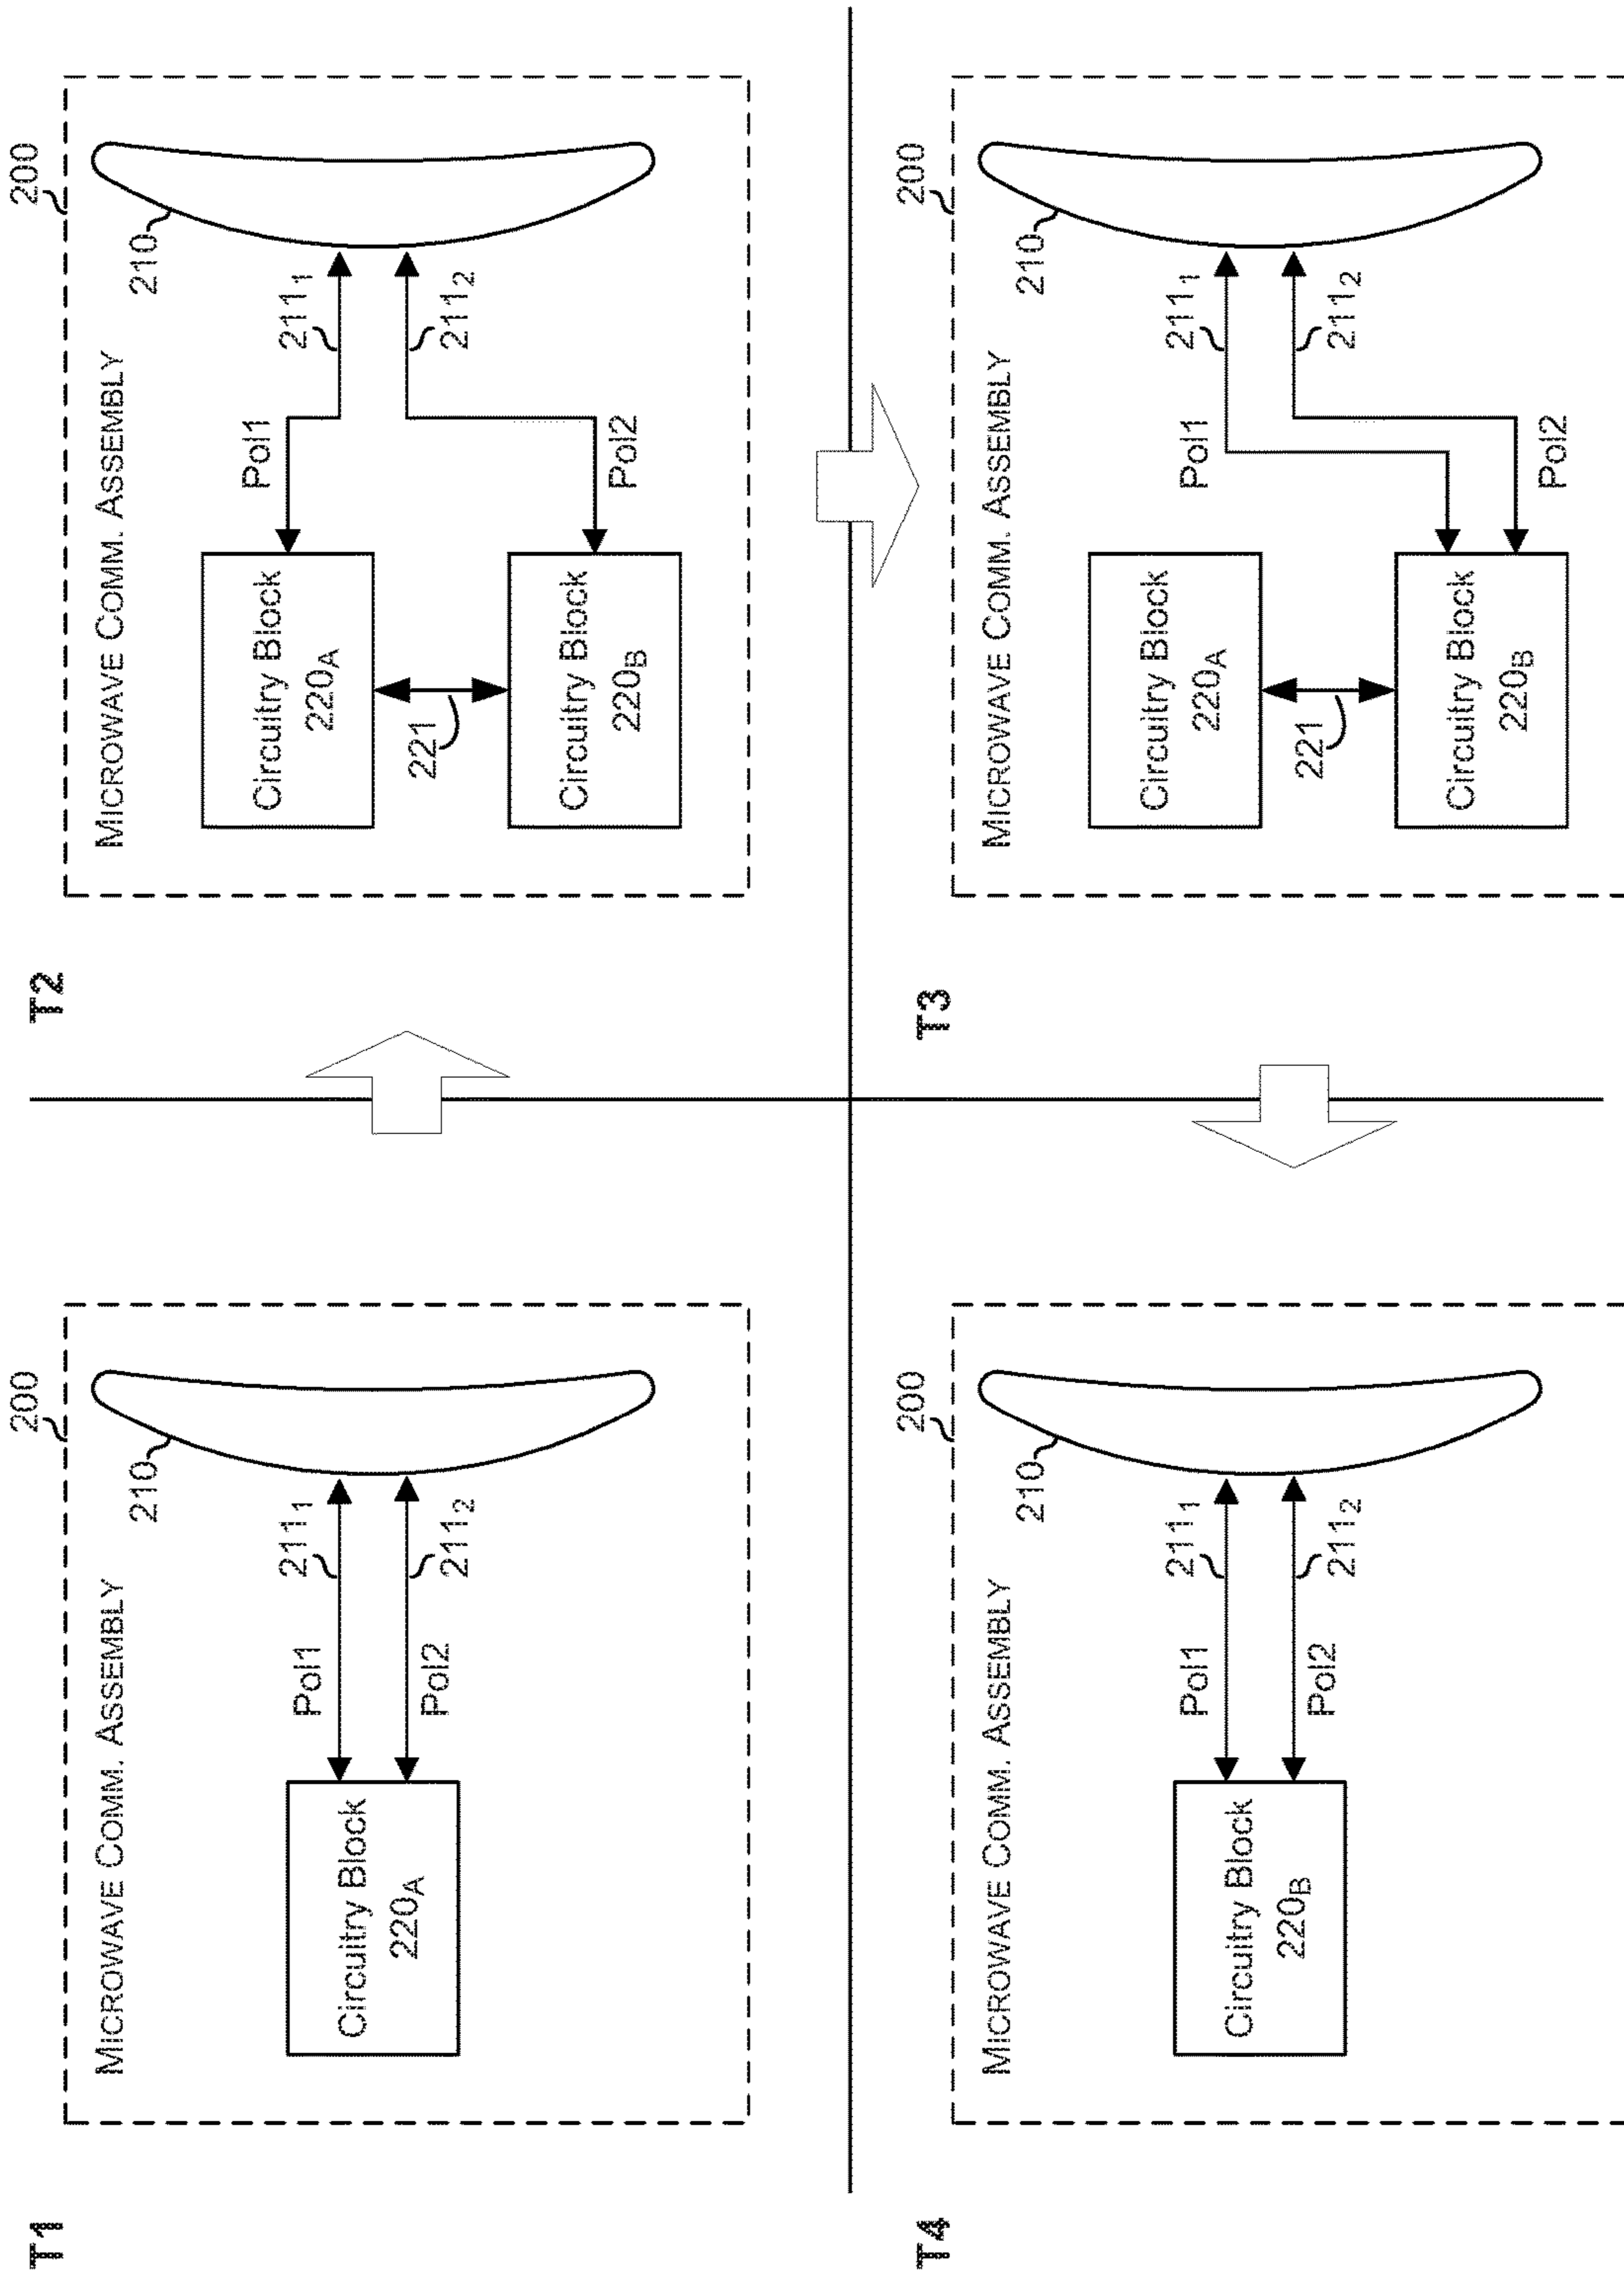 T1
200
MICROWAVE COMM. ASSEMBLY
210
Pol1
211₁
Circuitry Block
220A
Pol2
211₂
T2
200
MICROWAVE COMM. ASSEMBLY
210
Pol1
211₁
Circuitry Block
220A
211₂
221
Circuitry Block
220B
Pol2
T4
200
MICROWAVE COMM. ASSEMBLY
210
Pol1
211₁
Circuitry Block
220B
Pol2
211₂
T3
200
MICROWAVE COMM. ASSEMBLY
210
Pol1
211₁
Circuitry Block
220A
211₂
221
Circuitry Block
220B
Pol2